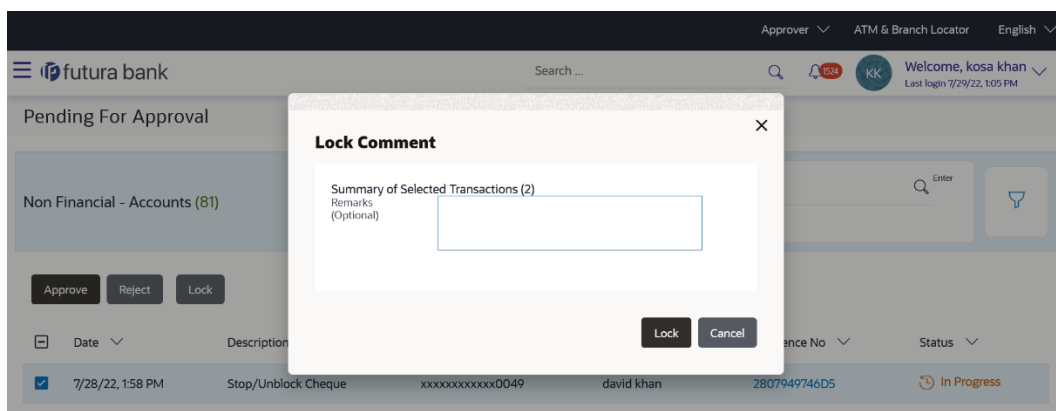 Approver ATM & Branch Locator English
futura bank Search ... 1524 KK Welcome, kosa khan
Last login 7/29/22, 1:05 PM
Pending For Approval
Lock Comment
Summary of Selected Transactions (2)
Remarks
(Optional)
Non Financial - Accounts (81)
Enter
Approve Reject Lock
Lock Cancel
Date Description ence No Status
7/28/22, 1:58 PM Stop/Unblock Cheque xxxxxxxxxxxx0049 david khan 2807949746D5 In Progress